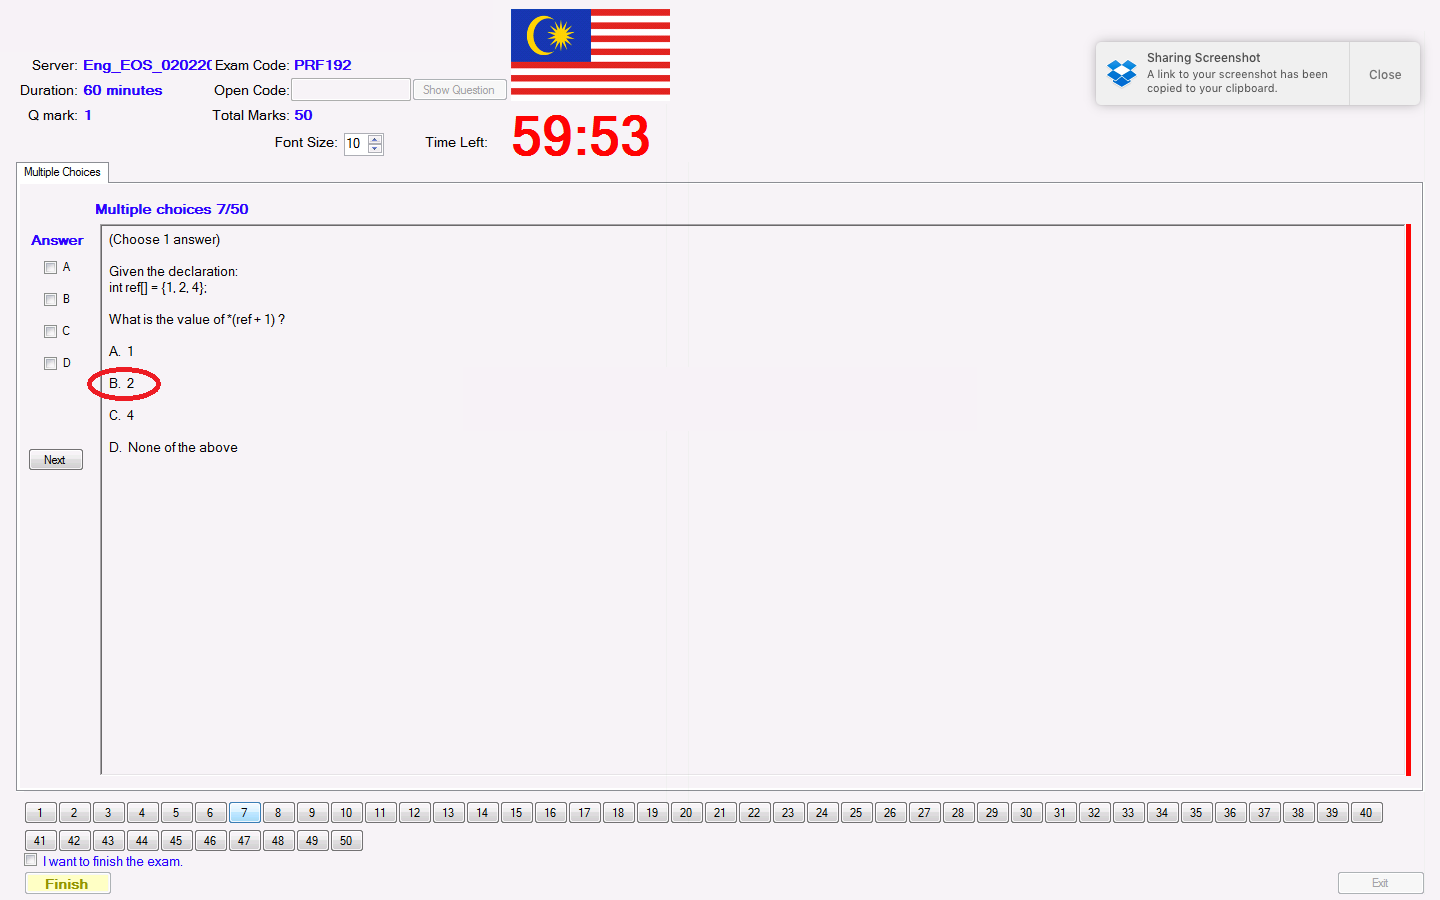 Server: Eng_EOS_020220 Exam Code: PRF192
Duration: 60 minutes Open Code: Show Question
Q mark: 1 Total Marks: 50
Font Size: 10 Time Left: 59:53
Sharing Screenshot
A link to your screenshot has been
copied to your clipboard.
Close
Multiple Choices
Multiple choices 7/50
Answer
A
B
C
D
Next
(Choose 1 answer)
Given the declaration:
int ref[] = {1, 2, 4};
What is the value of *(ref + 1) ?
A. 1
B. 2
C. 4
D. None of the above
1 2 3 4 5 6 7 8 9 10 11 12 13 14 15 16 17 18 19 20 21 22 23 24 25 26 27 28 29 30 31 32 33 34 35 36 37 38 39 40
41 42 43 44 45 46 47 48 49 50
I want to finish the exam.
Finish
Exit